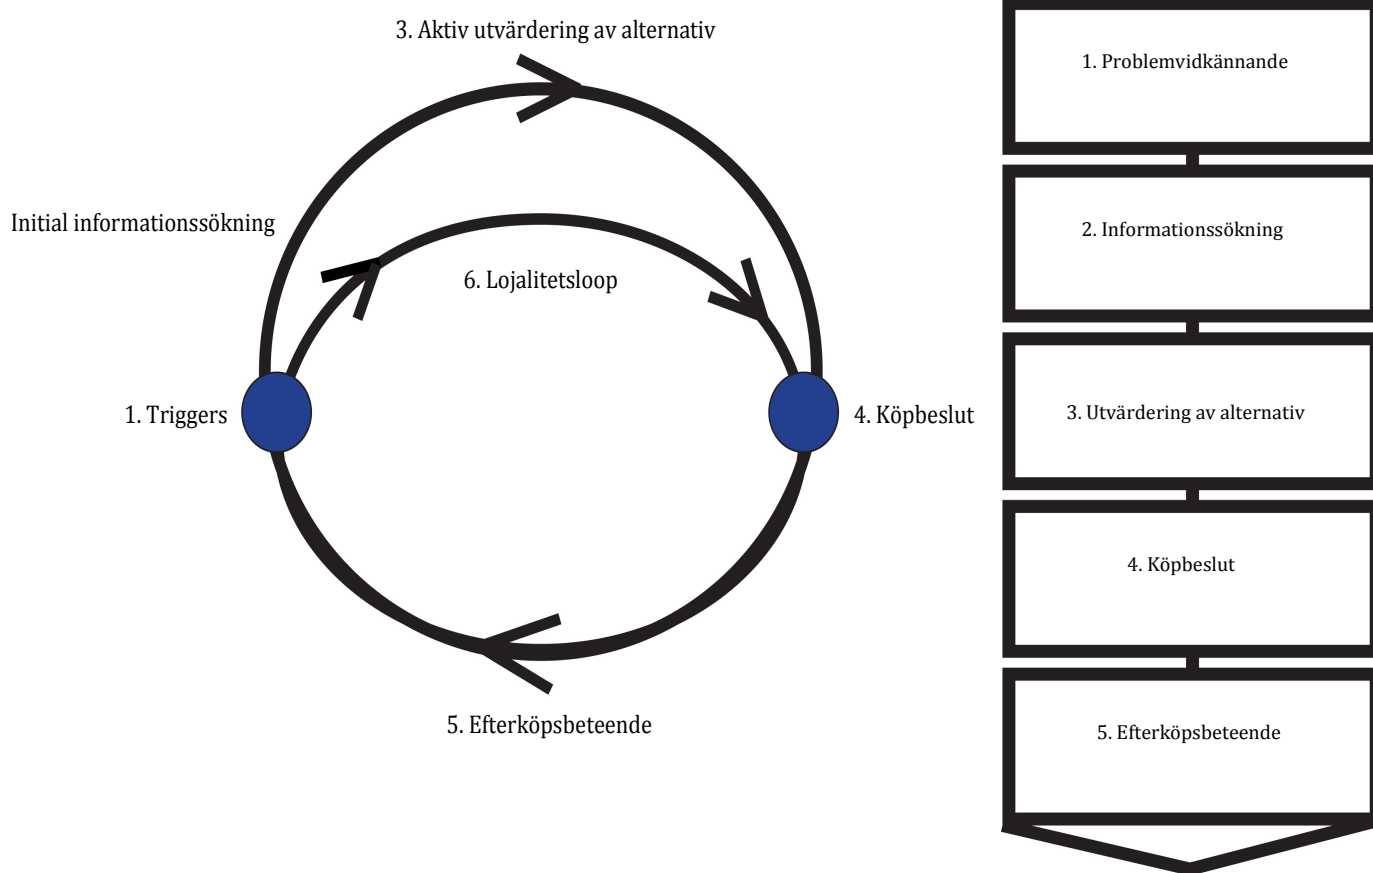 3. Aktiv utvärdering av alternativ
Initial informationssökning
6. Lojalitetsloop
1. Triggers
4. Köpbeslut
5. Efterköpsbeteende
1. Problemvidkännande
2. Informationssökning
3. Utvärdering av alternativ
4. Köpbeslut
5. Efterköpsbeteende